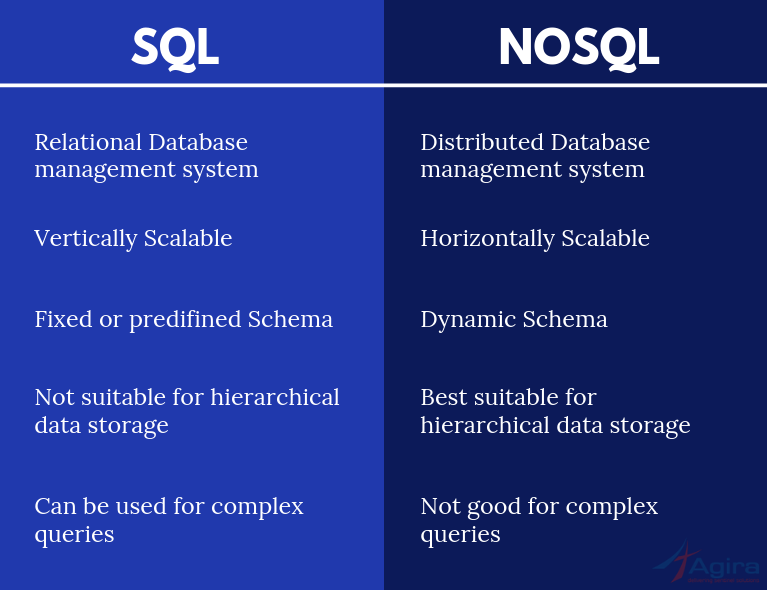 SQL
NOSQL
Relational Database
management system
Distributed Database
management system
Vertically Scalable
Horizontally Scalable
Fixed or predifined Schema
Dynamic Schema
Not suitable for hierarchical
data storage
Best suitable for
hierarchical data storage
Can be used for complex
queries
Not good for complex
queries
Agira